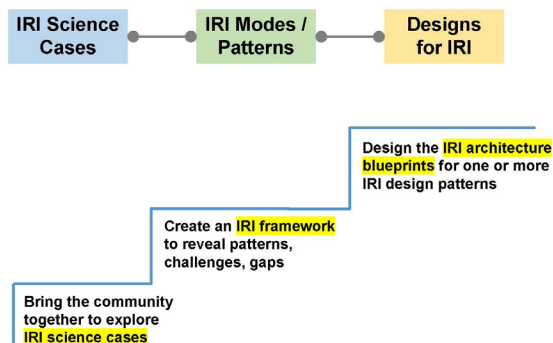 IRI Science
Cases
IRI Modes /
Patterns
Designs
for IRI
Design the IRI architecture
blueprints for one or more
IRI design patterns
Create an IRI framework
to reveal patterns,
challenges, gaps
Bring the community
together to explore
IRI science cases